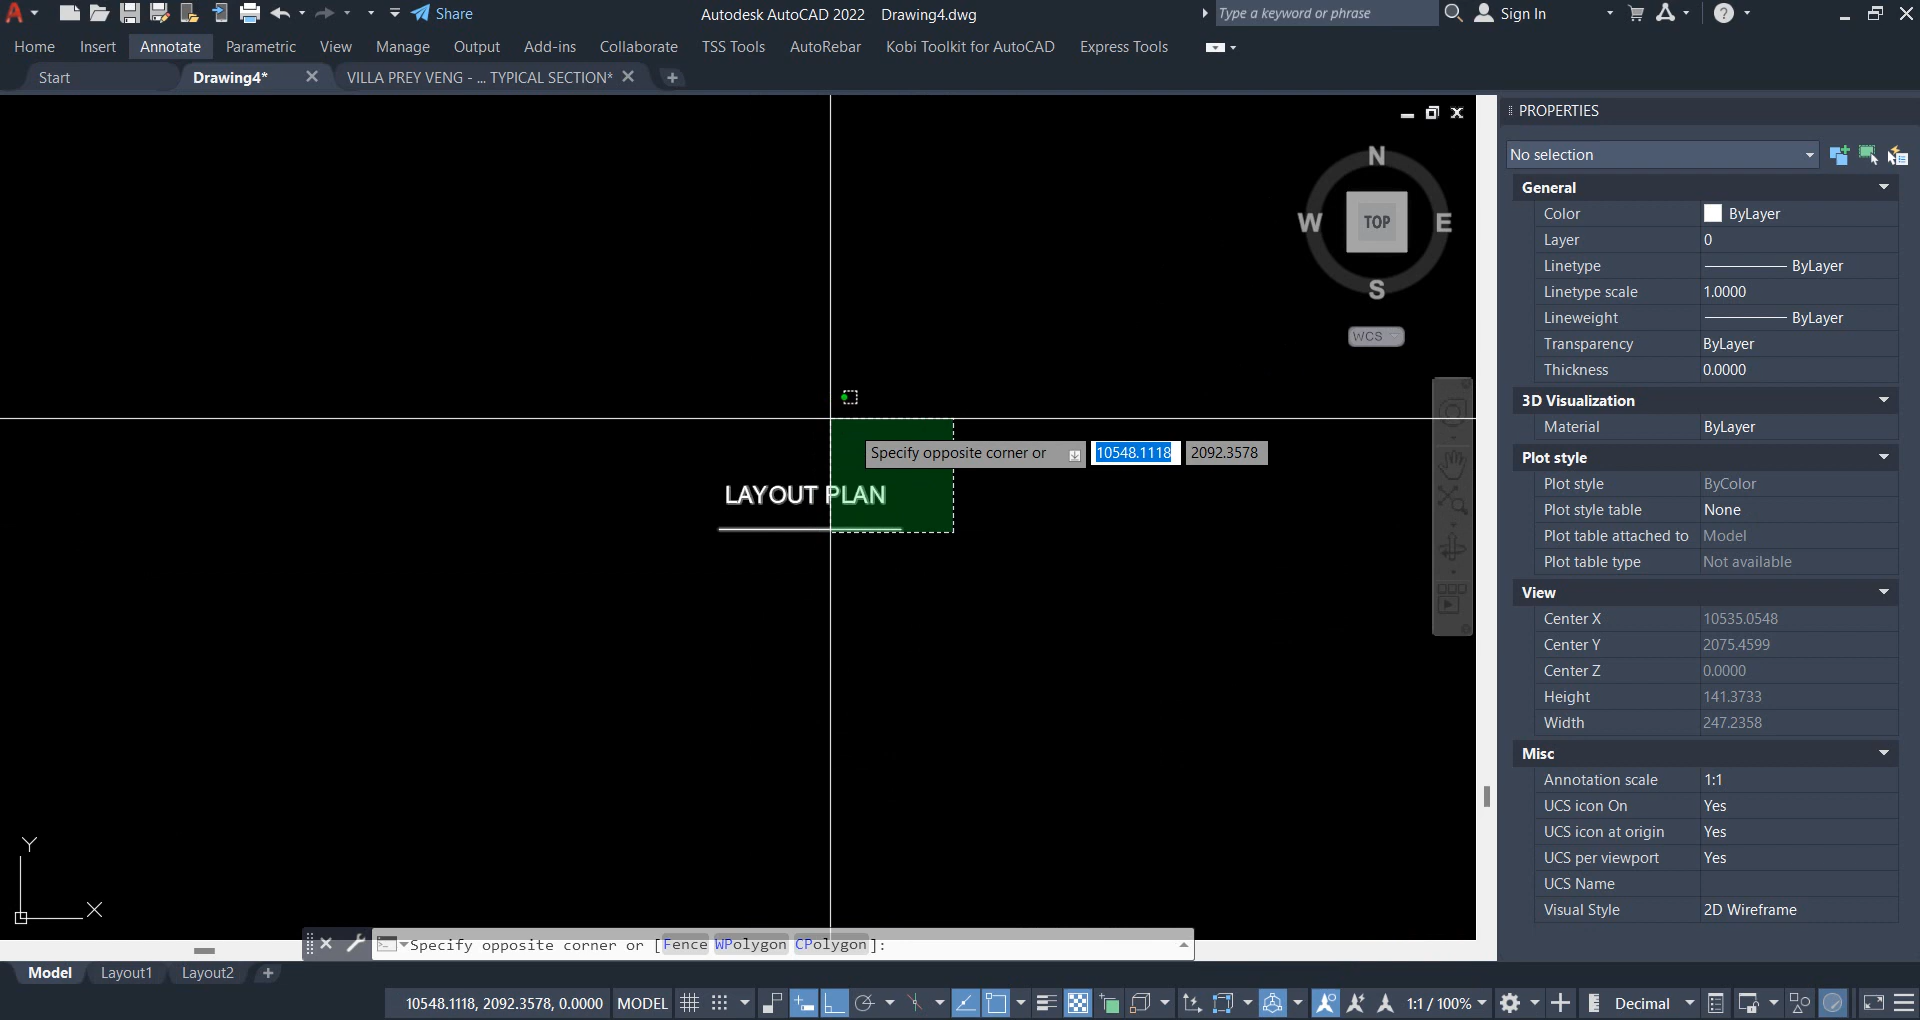 Share
Autodesk AutoCAD 2022 Drawing4.dwg
Type a keyword or phrase
Sign In
Home Insert Annotate Parametric View Manage Output Add-ins Collaborate TSS Tools AutoRebar Kobi Toolkit for AutoCAD Express Tools
Start Drawing4* VILLA PREY VENG - ... TYPICAL SECTION*
PROPERTIES
No selection
General
Color ByLayer
Layer 0
Linetype ByLayer
Linetype scale 1.0000
Lineweight ByLayer
Transparency ByLayer
Thickness 0.0000
3D Visualization
Material ByLayer
Plot style
Plot style ByColor
Plot style table None
Plot table attached to Model
Plot table type Not available
View
Center X 10535.0548
Center Y 2075.4599
Center Z 0.0000
Height 141.3733
Width 247.2358
Misc
Annotation scale 1:1
UCS icon On Yes
UCS icon at origin Yes
UCS per viewport Yes
UCS Name
Visual Style 2D Wireframe
N
W TOP E
S
WCS
Specify opposite corner or 10548.1118 2092.3578
LAYOUT PLAN
Y
X
Specify opposite corner or [Fence WPolygon CPolygon]:
Model Layout1 Layout2
10548.1118, 2092.3578, 0.0000 MODEL 1:1 / 100% Decimal